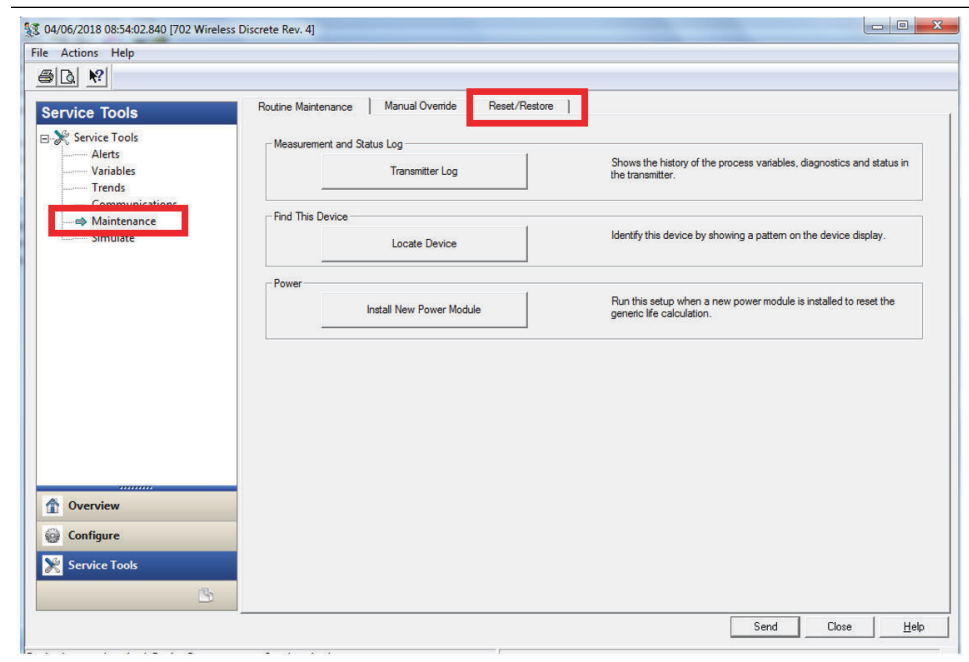 04/06/2018 08:54:02.840 [702 Wireless Discrete Rev. 4]
File Actions Help
Service Tools
Service Tools
Alerts
Variables
Trends
Communications
Maintenance
Simulate
Overview
Configure
Service Tools
Routine Maintenance Manual Override Reset/Restore
Measurement and Status Log
Transmitter Log
Shows the history of the process variables, diagnostics and status in
the transmitter.
Find This Device
Locate Device
Identify this device by showing a pattern on the device display.
Power
Install New Power Module
Run this setup when a new power module is installed to reset the
generic life calculation.
Send Close Help